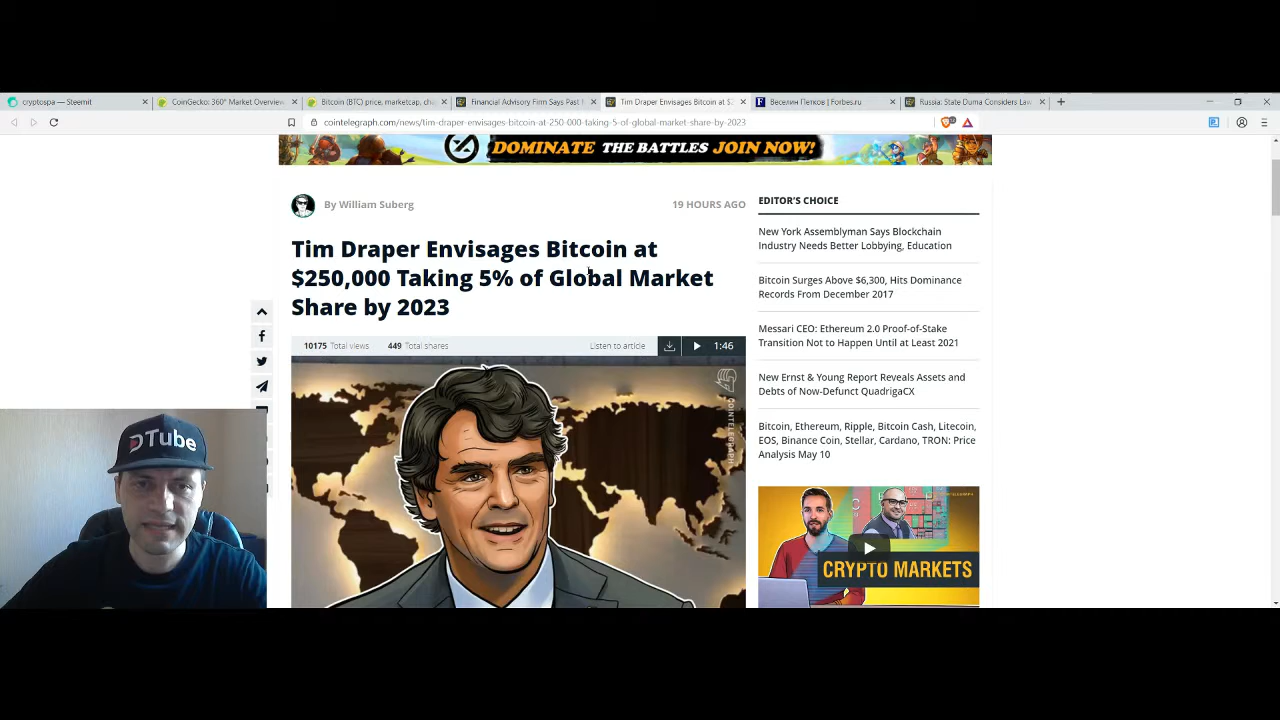 cryptospa — Steemit
CoinGecko: 360° Market Overview
Bitcoin (BTC) price, marketcap, cha
Financial Advisory Firm Says Past H
Tim Draper Envisages Bitcoin at $2
Веселин Пепков | Forbes.ru
Russia: State Duma Considers Law
cointelegraph.com/news/tim-draper-envisages-bitcoin-at-250-000-taking-5-of-global-market-share-by-2023
DOMINATE THE BATTLES JOIN NOW!
By William Suberg
19 HOURS AGO
Tim Draper Envisages Bitcoin at
$250,000 Taking 5% of Global Market
Share by 2023
10175 Total views
449 Total shares
Listen to article
1:46
COINTELEGRAPH
DTube
EDITOR'S CHOICE
New York Assemblyman Says Blockchain
Industry Needs Better Lobbying, Education
Bitcoin Surges Above $6,300, Hits Dominance
Records From December 2017
Messari CEO: Ethereum 2.0 Proof-of-Stake
Transition Not to Happen Until at Least 2021
New Ernst & Young Report Reveals Assets and
Debts of Now-Defunct QuadrigaCX
Bitcoin, Ethereum, Ripple, Bitcoin Cash, Litecoin,
EOS, Binance Coin, Stellar, Cardano, TRON: Price
Analysis May 10
CRYPTO MARKETS